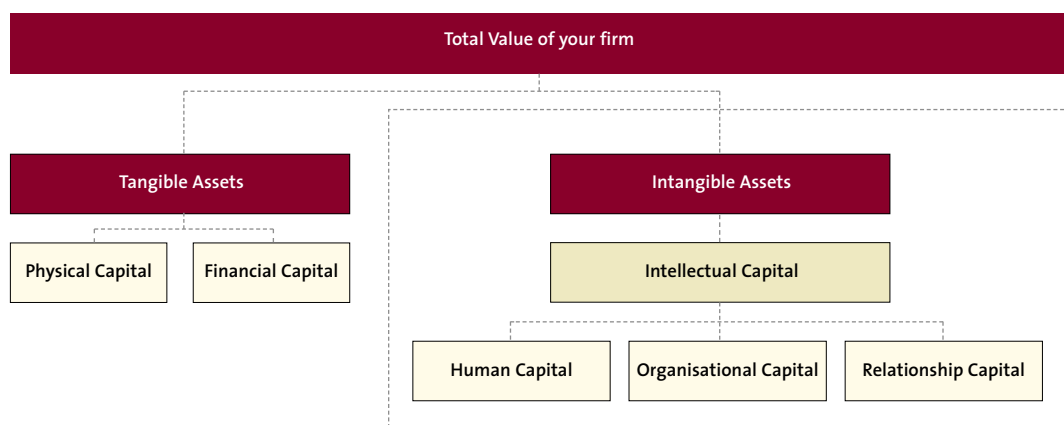 Total Value of your firm
Tangible Assets
Intangible Assets
Physical Capital
Financial Capital
Intellectual Capital
Human Capital
Organisational Capital
Relationship Capital